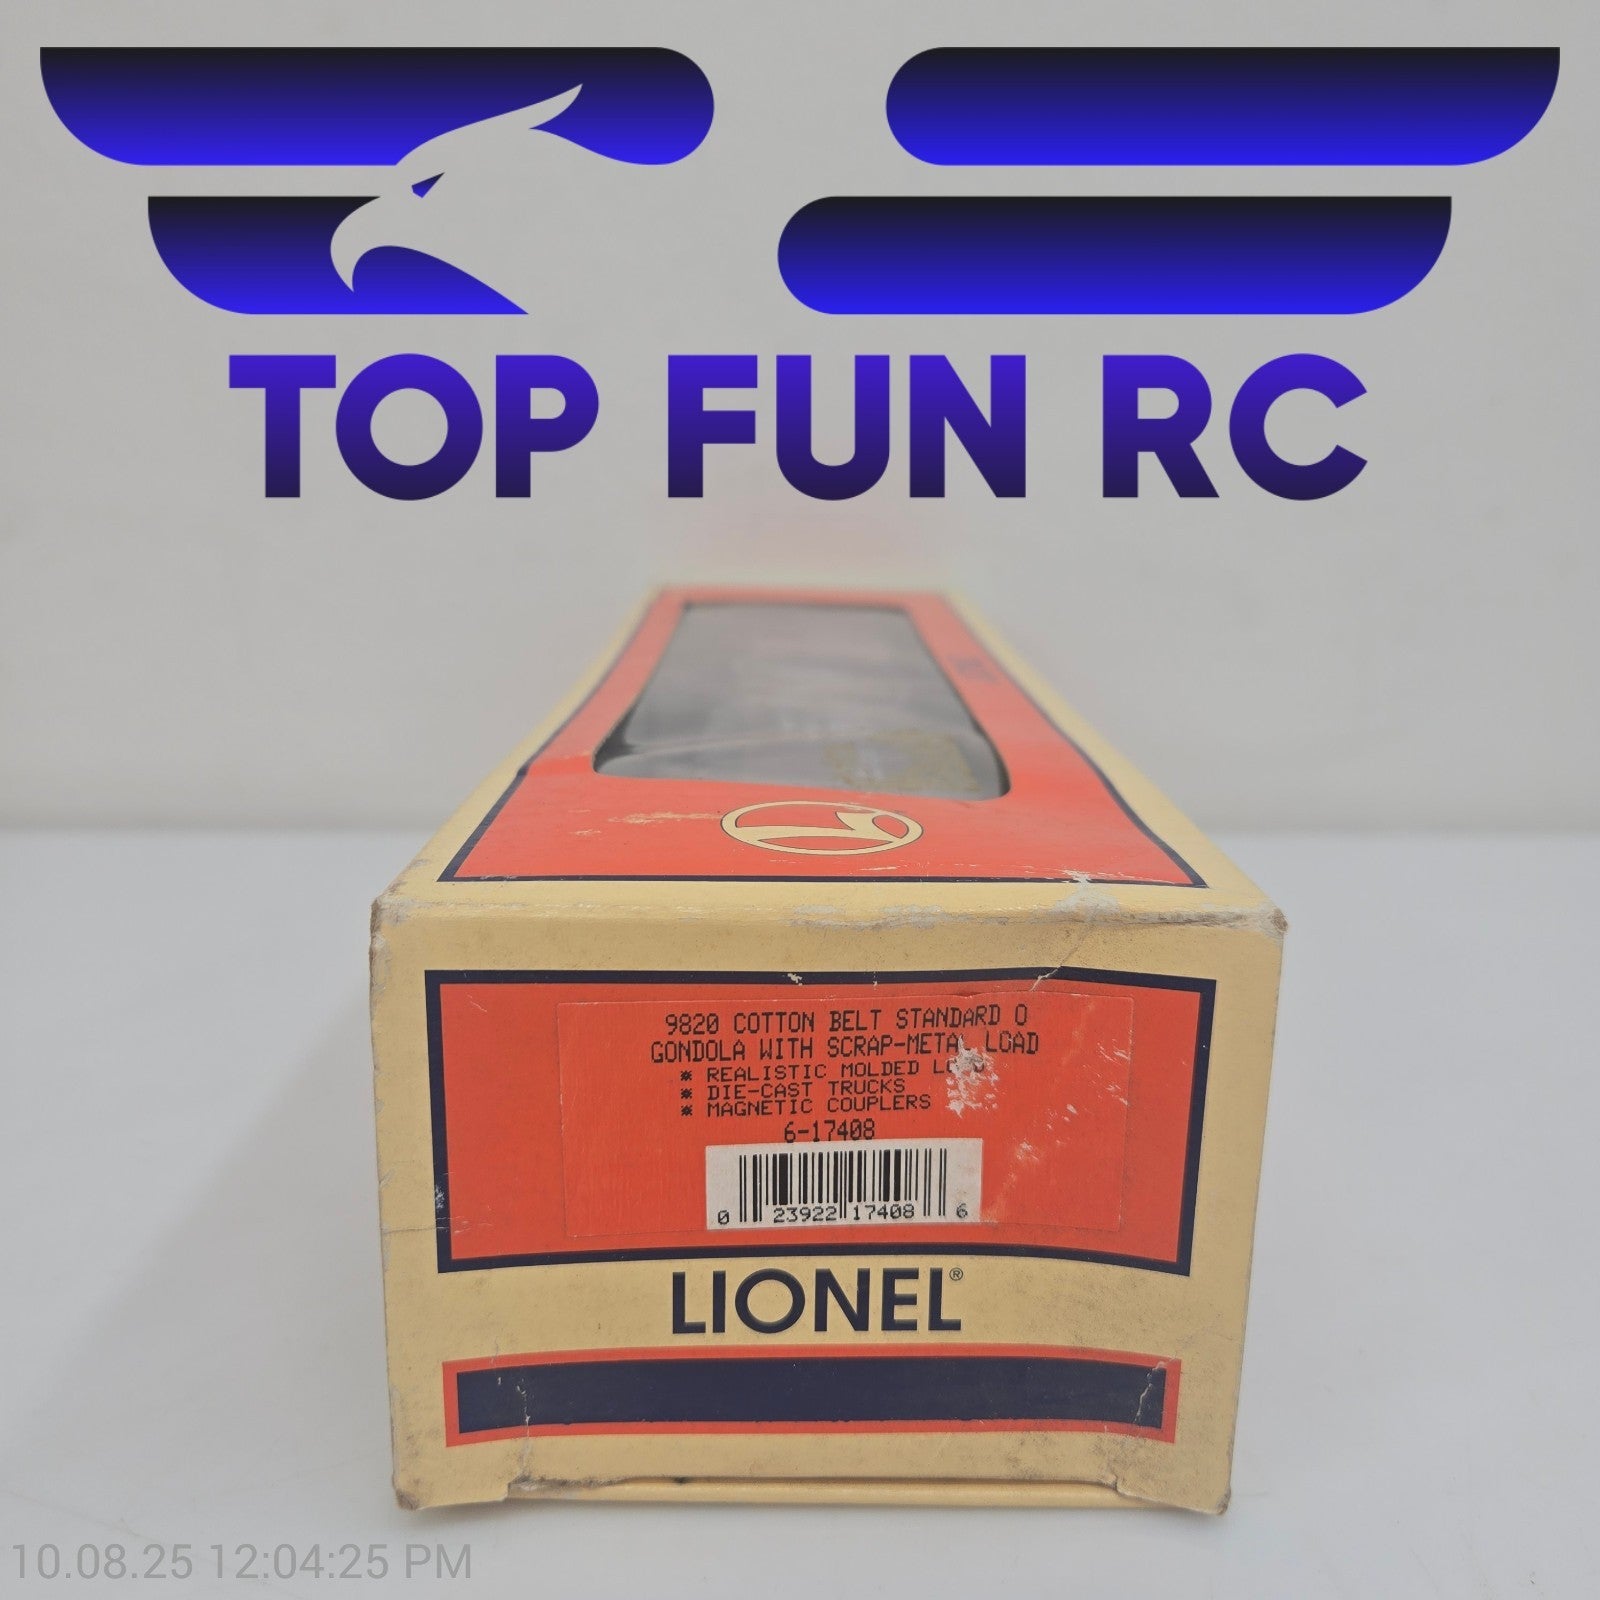 TOP FUN RC
9820 COTTON BELT STANDARD O
GONDOLA WITH SCRAP-METAL LOAD
* REALISTIC MOLDED
* DIE-CAST TRUCKS
* MAGNETIC COUPLERS
6-17408
0 23922 17408 6
LIONEL®
10.08.25 12:04:25 PM